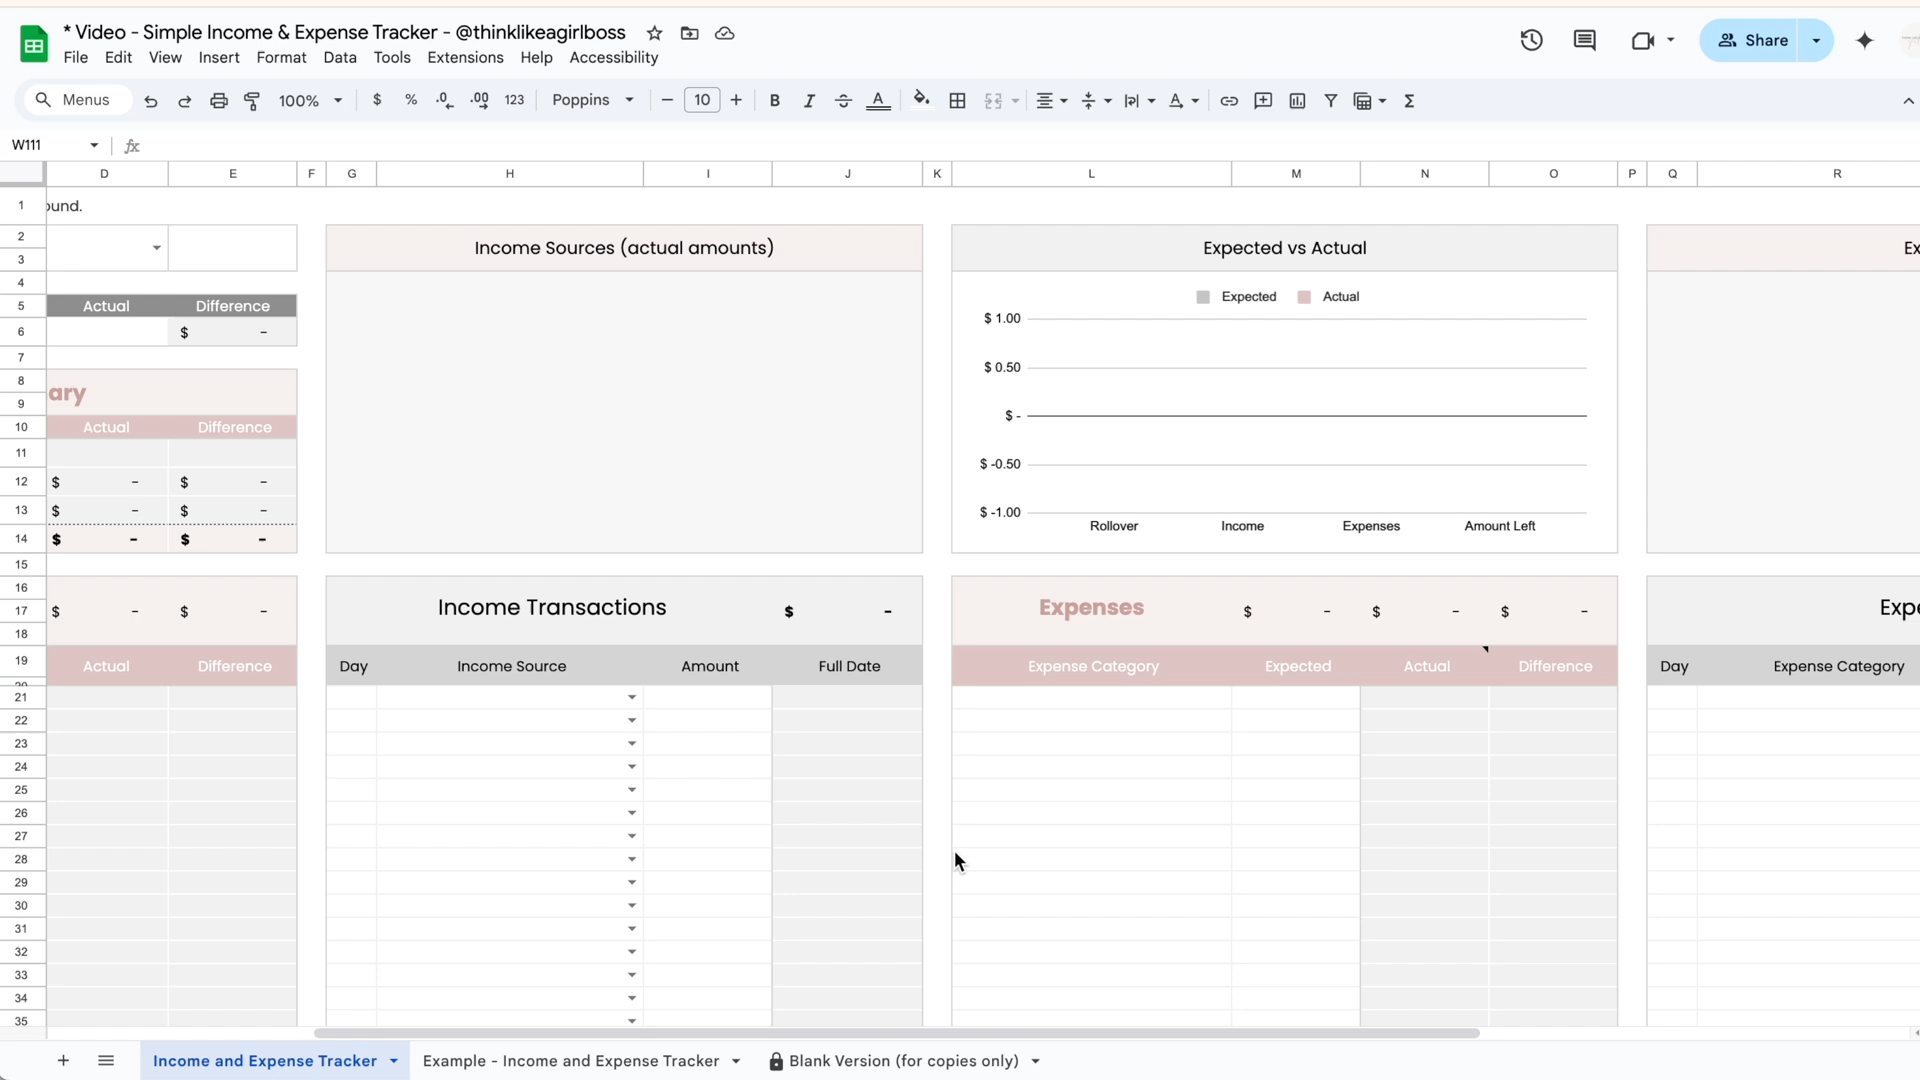 * Video - Simple Income & Expense Tracker - @thinklikeagirlboss
File Edit View Insert Format Data Tools Extensions Help Accessibility
Share
Menus 100% $ % .0 .00 123 Poppins 10 B I S A
W111 fx
D E F G H I J K L M N O P Q R
1 ound.
2 Income Sources (actual amounts) Expected vs Actual Ex
3
4
5 Actual Difference Expected Actual
6 $ -
$ 1.00
7
8 ary $ 0.50
9 $ -
10 Actual Difference
11 $ -0.50
12 $ - $ -
13 $ - $ - $ -1.00
14 $ - $ - Rollover Income Expenses Amount Left
15
16
17 $ - $ - Income Transactions $ - Expenses $ - $ - $ - Expe
18
19 Actual Difference Day Income Source Amount Full Date Expense Category Expected Actual Difference Day Expense Category
21
22
23
24
25
26
27
28
29
30
31
32
33
34
35
Income and Expense Tracker Example - Income and Expense Tracker Blank Version (for copies only)